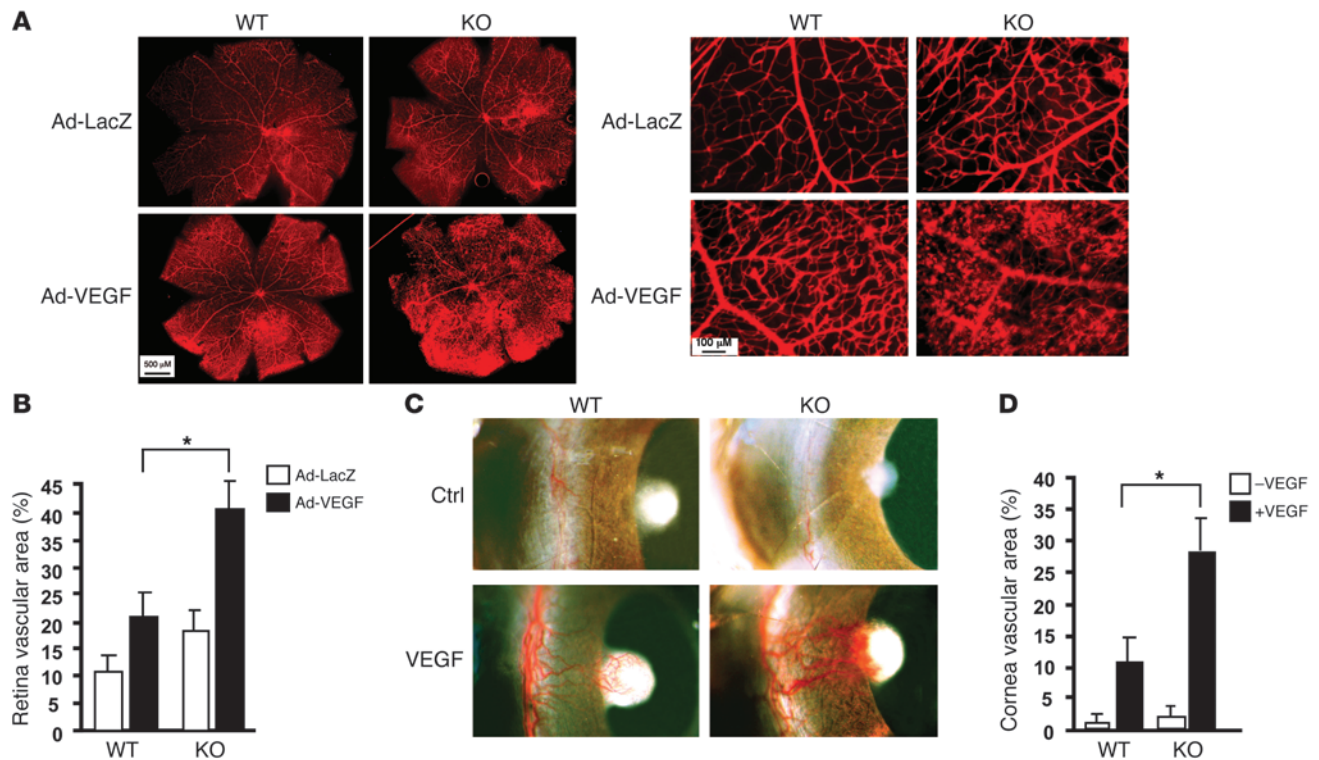 A
WT KO WT KO
Ad-LacZ Ad-LacZ
Ad-VEGF Ad-VEGF
500 µM 100 µM
B
*
Ad-LacZ
Ad-VEGF
Retina vascular area (%)
45
40
35
30
25
20
15
10
5
0
WT KO
C
WT KO
Ctrl
VEGF
D
*
–VEGF
+VEGF
Cornea vascular area (%)
40
35
30
25
20
15
10
5
0
WT KO